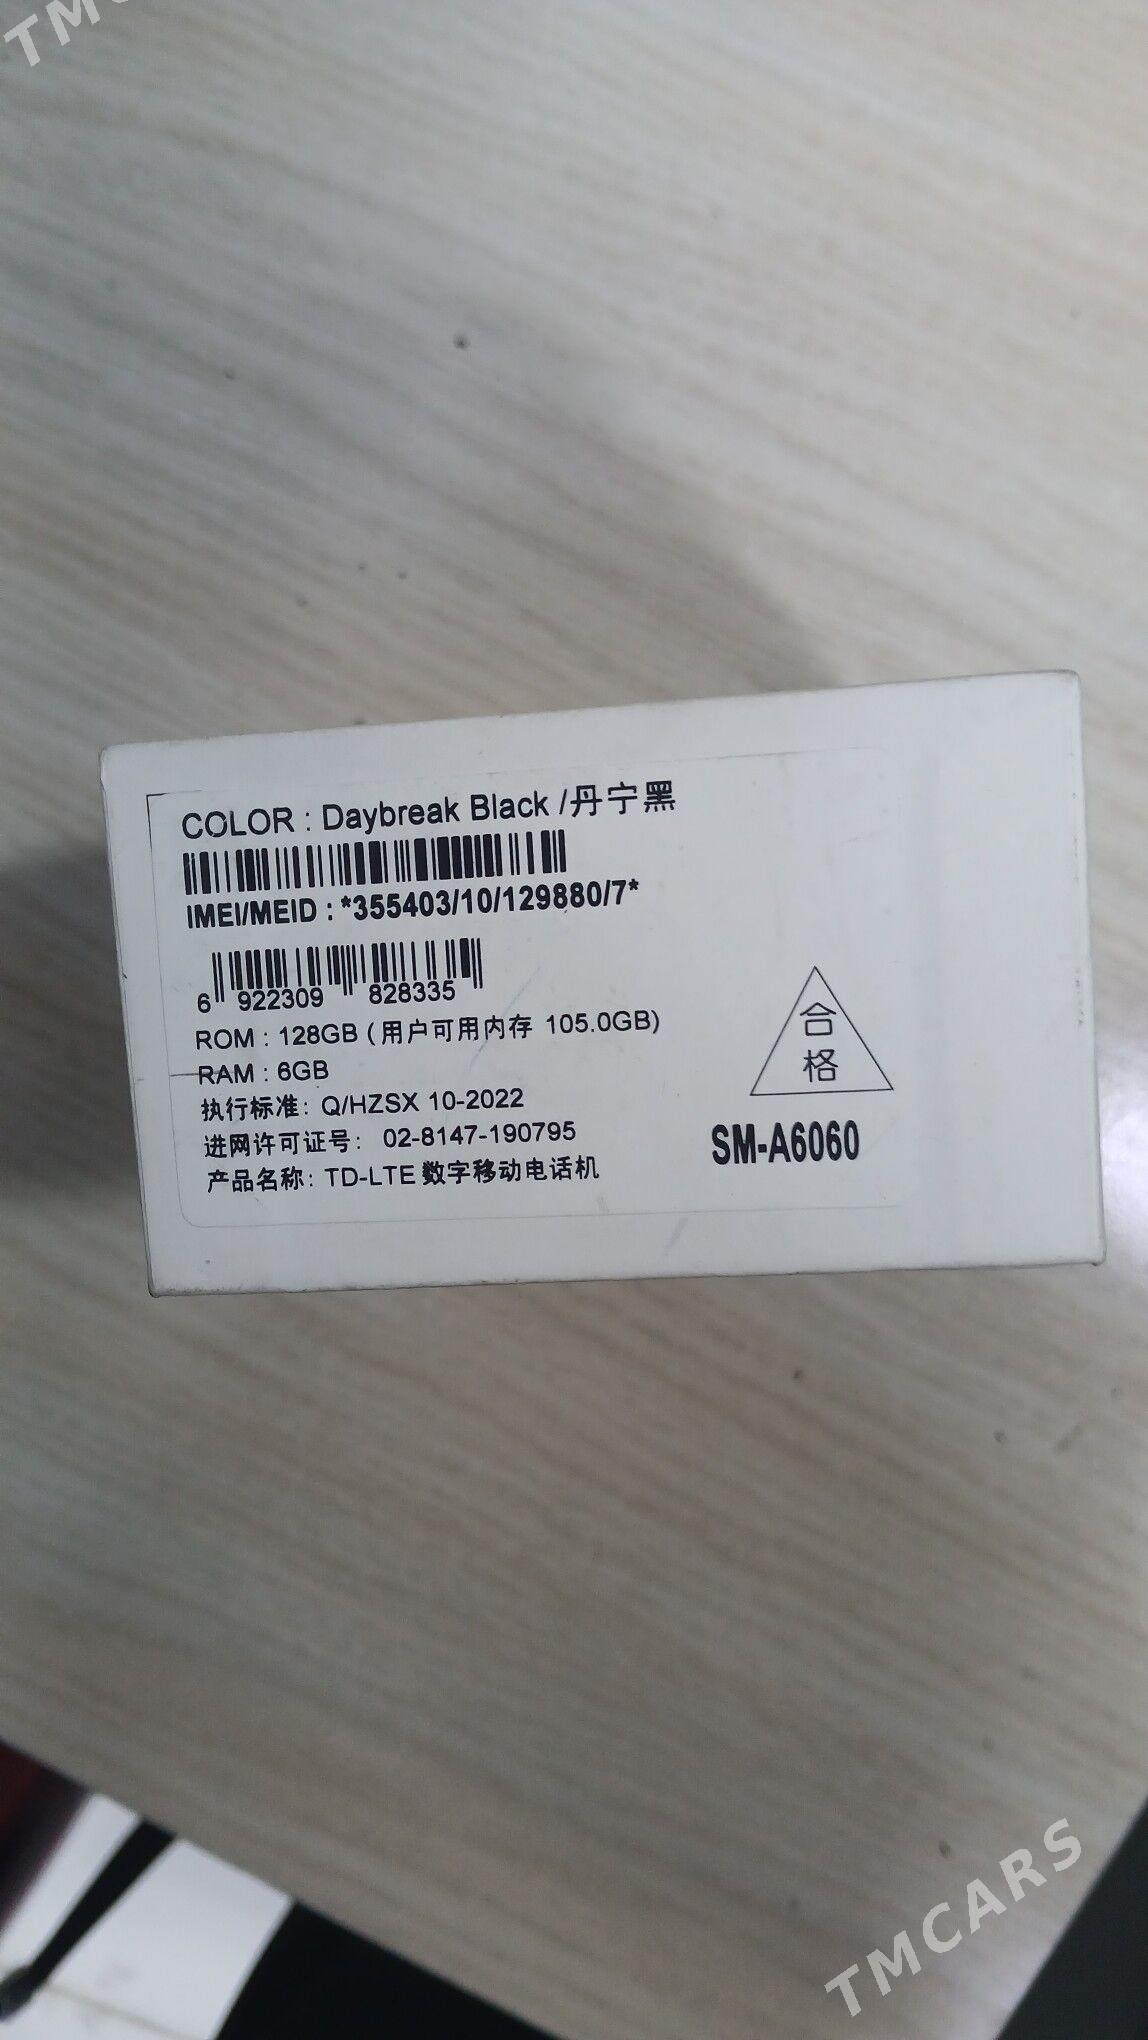 TMC
COLOR : Daybreak Black /丹宁黑
IMEI/MEID : *355403/10/129880/7*
6 922309 828335
ROM : 128GB (用户可用内存 105.0GB)
RAM : 6GB
执行标准: Q/HZSX 10-2022
进网许可证号: 02-8147-190795
产品名称: TD-LTE 数字移动电话机
合
格
SM-A6060
TMCARS